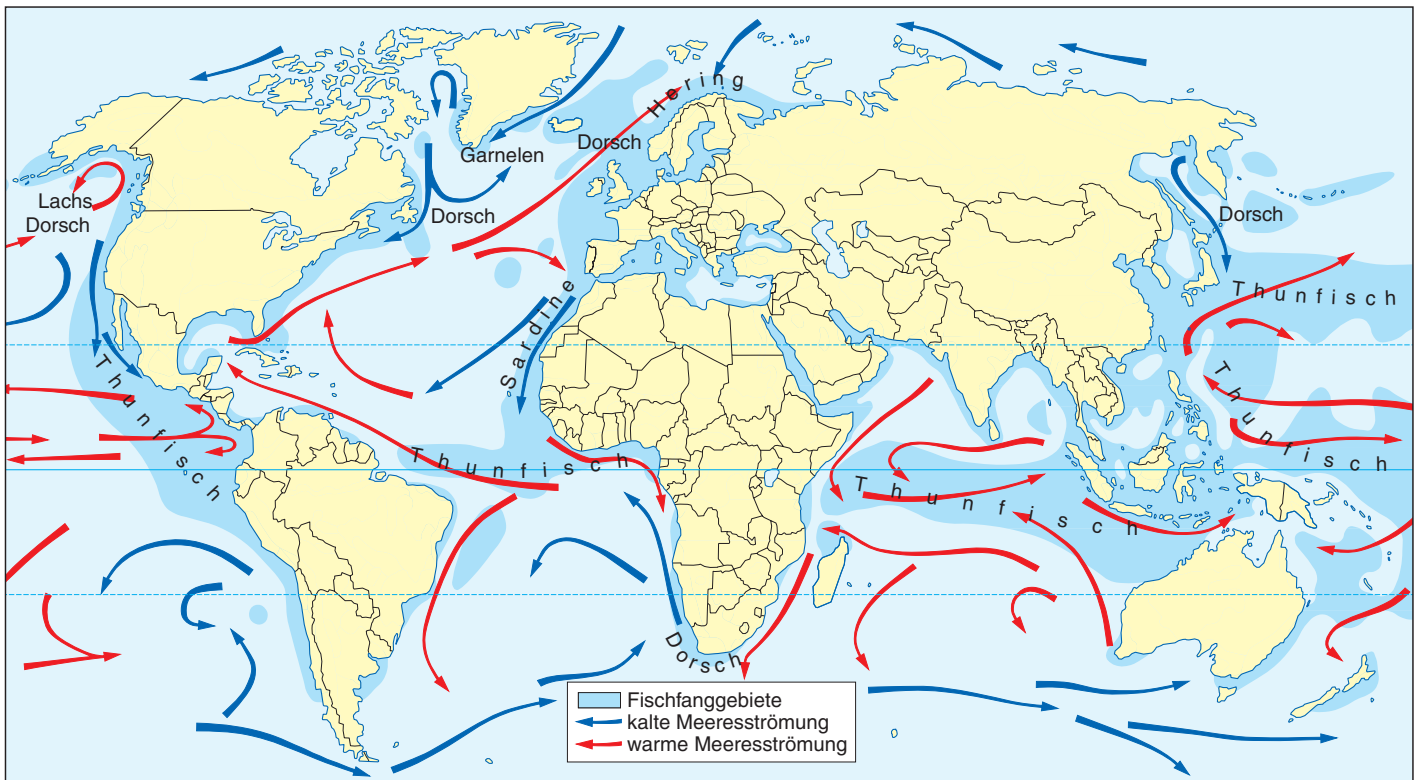 Hering
Dorsch
Garnelen
Lachs
Dorsch
Dorsch
Dorsch
Sardine
Thunfisch
Thunfisch
Thunfisch
Thunfisch
Thunfisch
Dorsch
Fischfanggebiete
kalte Meeresströmung
warme Meeresströmung